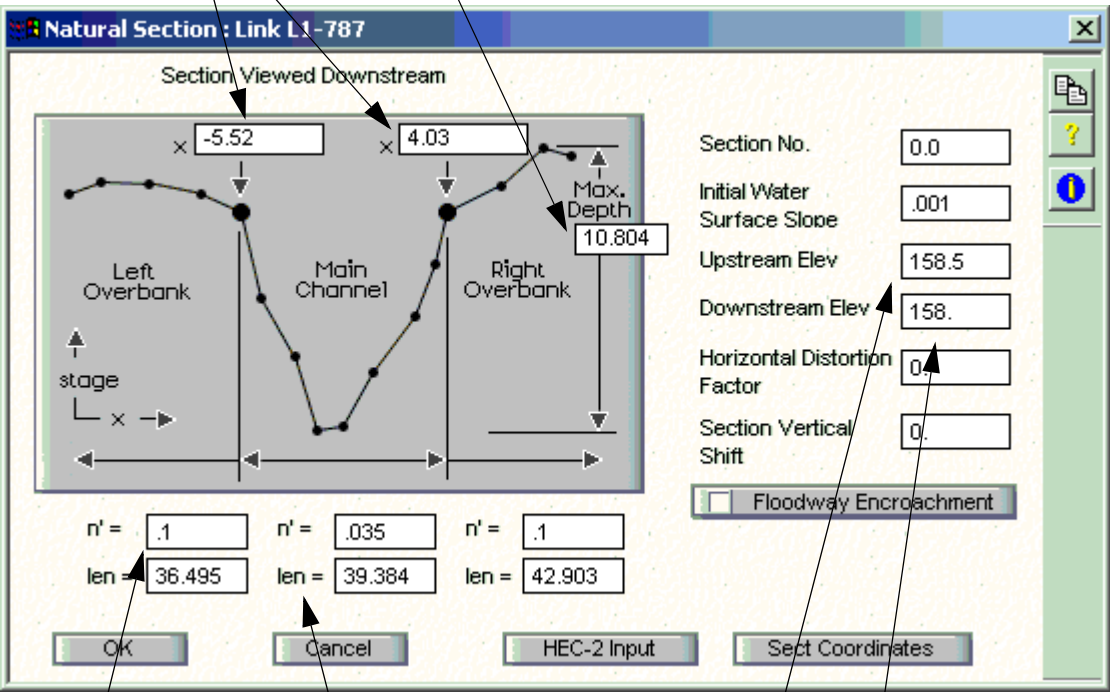 Natural Section : Link L1-787
Section Viewed Downstream
x -5.52
x 4.03
Max.
Depth
10.804
Left
Overbank
Main
Channel
Right
Overbank
stage
x
Section No. 0.0
Initial Water
Surface Slope .001
Upstream Elev 158.5
Downstream Elev 158.
Horizontal Distortion
Factor 0.
Section Vertical
Shift 0.
Floodway Encroachment
n' = .1 n' = .035 n' = .1
len = 36.495 len = 39.384 len = 42.903
OK Cancel HEC-2 Input Sect Coordinates